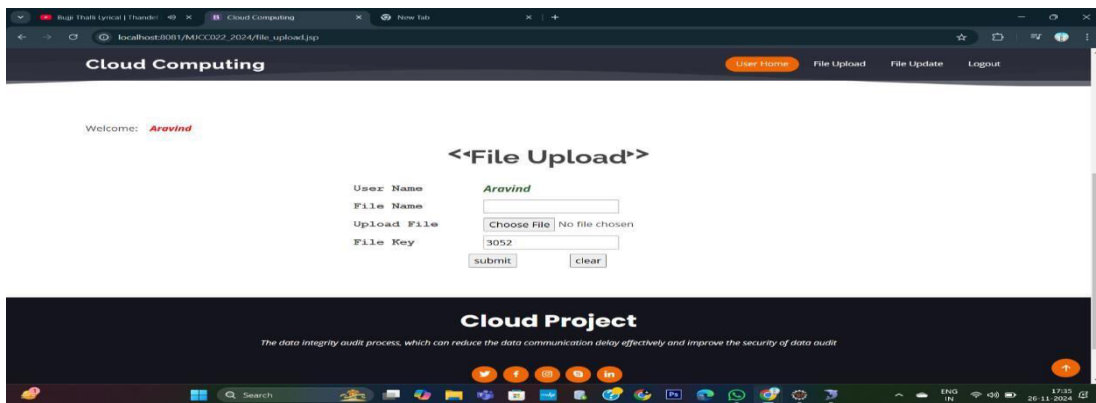 Bujji Thalli Lyrical | Thandel
Cloud Computing
New Tab
localhost:8081/MJCC022_2024/file_upload.jsp
Cloud Computing
User Home
File Upload
File Update
Logout
Welcome: Aravind
<<File Upload>>
User Name Aravind
File Name
Upload File Choose File No file chosen
File Key 3052
submit clear
Cloud Project
The data integrity audit process, which can reduce the data communication delay effectively and improve the security of data audit
Search
ENG
IN
17:35
26-11-2024